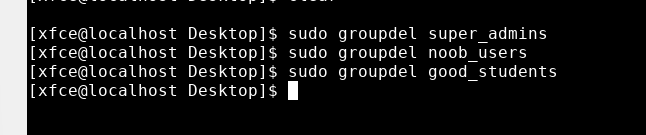 [xfce@localhost Desktop]$ sudo groupdel super_admins
[xfce@localhost Desktop]$ sudo groupdel noob_users
[xfce@localhost Desktop]$ sudo groupdel good_students
[xfce@localhost Desktop]$